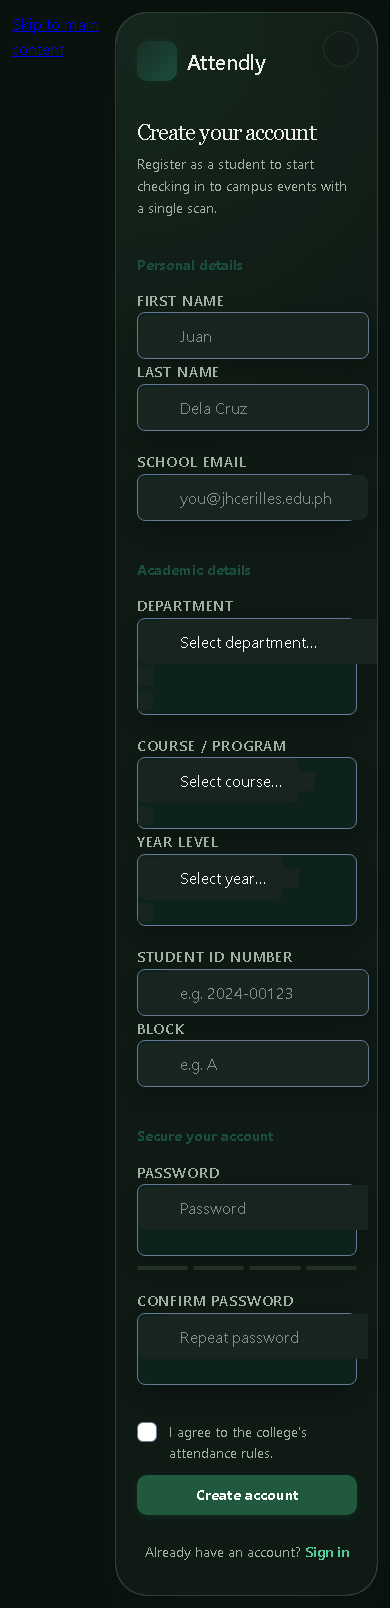 Skip to main
content
Attendly
Create your account
Register as a student to start
checking in to campus events with
a single scan.
Personal details
FIRST NAME
Juan
LAST NAME
Dela Cruz
SCHOOL EMAIL
you@jhcerilles.edu.ph
Academic details
DEPARTMENT
Select department...
COURSE / PROGRAM
Select course...
YEAR LEVEL
Select year...
STUDENT ID NUMBER
e.g. 2024-00123
BLOCK
e.g. A
Secure your account
PASSWORD
Password
CONFIRM PASSWORD
Repeat password
I agree to the college's
attendance rules.
Create account
Already have an account? Sign in